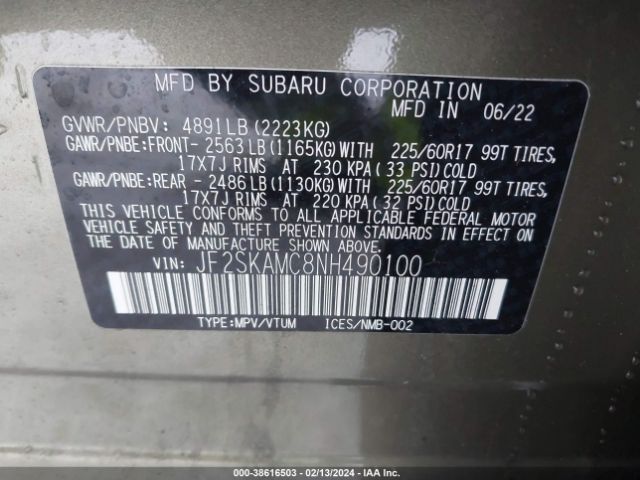 MFD BY SUBARU CORPORATION
MFD IN 06/22
GVWR/PNBV: 4891LB (2223KG)
GAWR/PNBE:FRONT- 2563LB (1165KG)WITH 225/60R17 99T TIRES,
17X7J RIMS AT 230 KPA (33 PSI)COLD
GAWR/PNBE:REAR - 2486LB (1130KG)WITH 225/60R17 99T TIRES,
17X7J RIMS AT 220 KPA (32 PSI)COLD
THIS VEHICLE CONFORMS TO ALL APPLICABLE FEDERAL MOTOR
VEHICLE SAFETY AND THEFT PREVENTION STANDARDS IN EFFECT
ON THE DATE OF MANUFACTURE SHOWN ABOVE.
VIN: JF2SKAMC8NH490100
TYPE:MPV/VTUM ICES/NMB-002
000-38616503 - 02/13/2024 - IAA Inc.